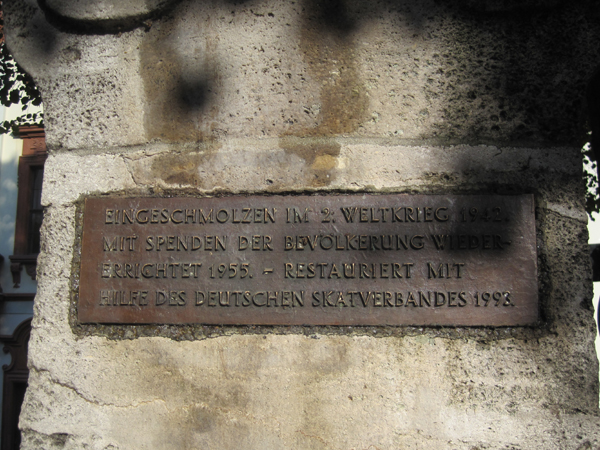 EINGESCHMOLZEN IM 2. WELTKRIEG 1942.
MIT SPENDEN DER BEVÖLKERUNG WIEDER-
ERRICHTET 1955. – RESTAURIERT MIT
HILFE DES DEUTSCHEN SKATVERBANDES 1993.